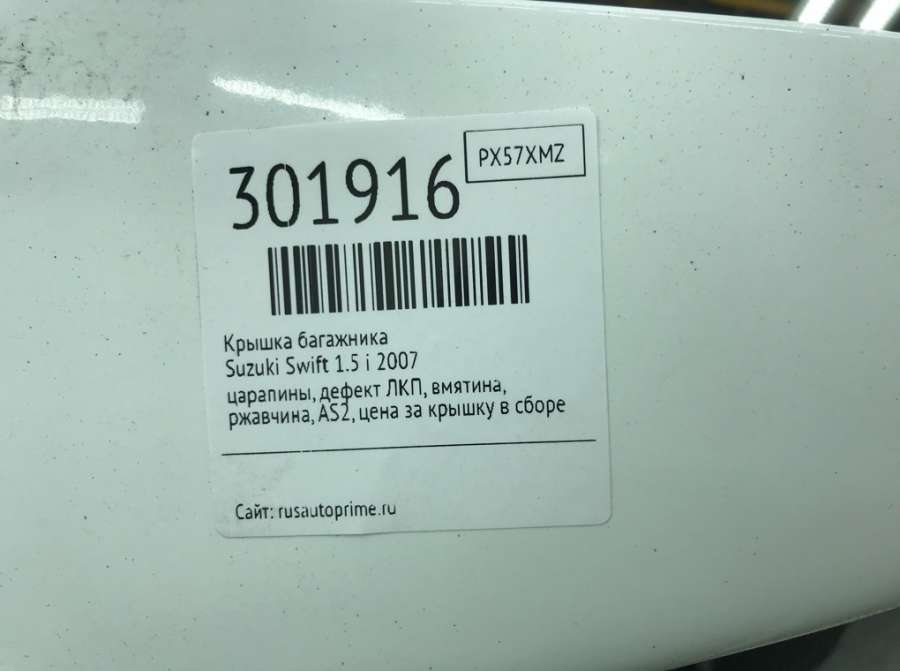 301916
PX57XMZ
Крышка багажника
Suzuki Swift 1.5 i 2007
царапины, дефект ЛКП, вмятина,
ржавчина, AS2, цена за крышку в сборе
Сайт: rusautoprime.ru